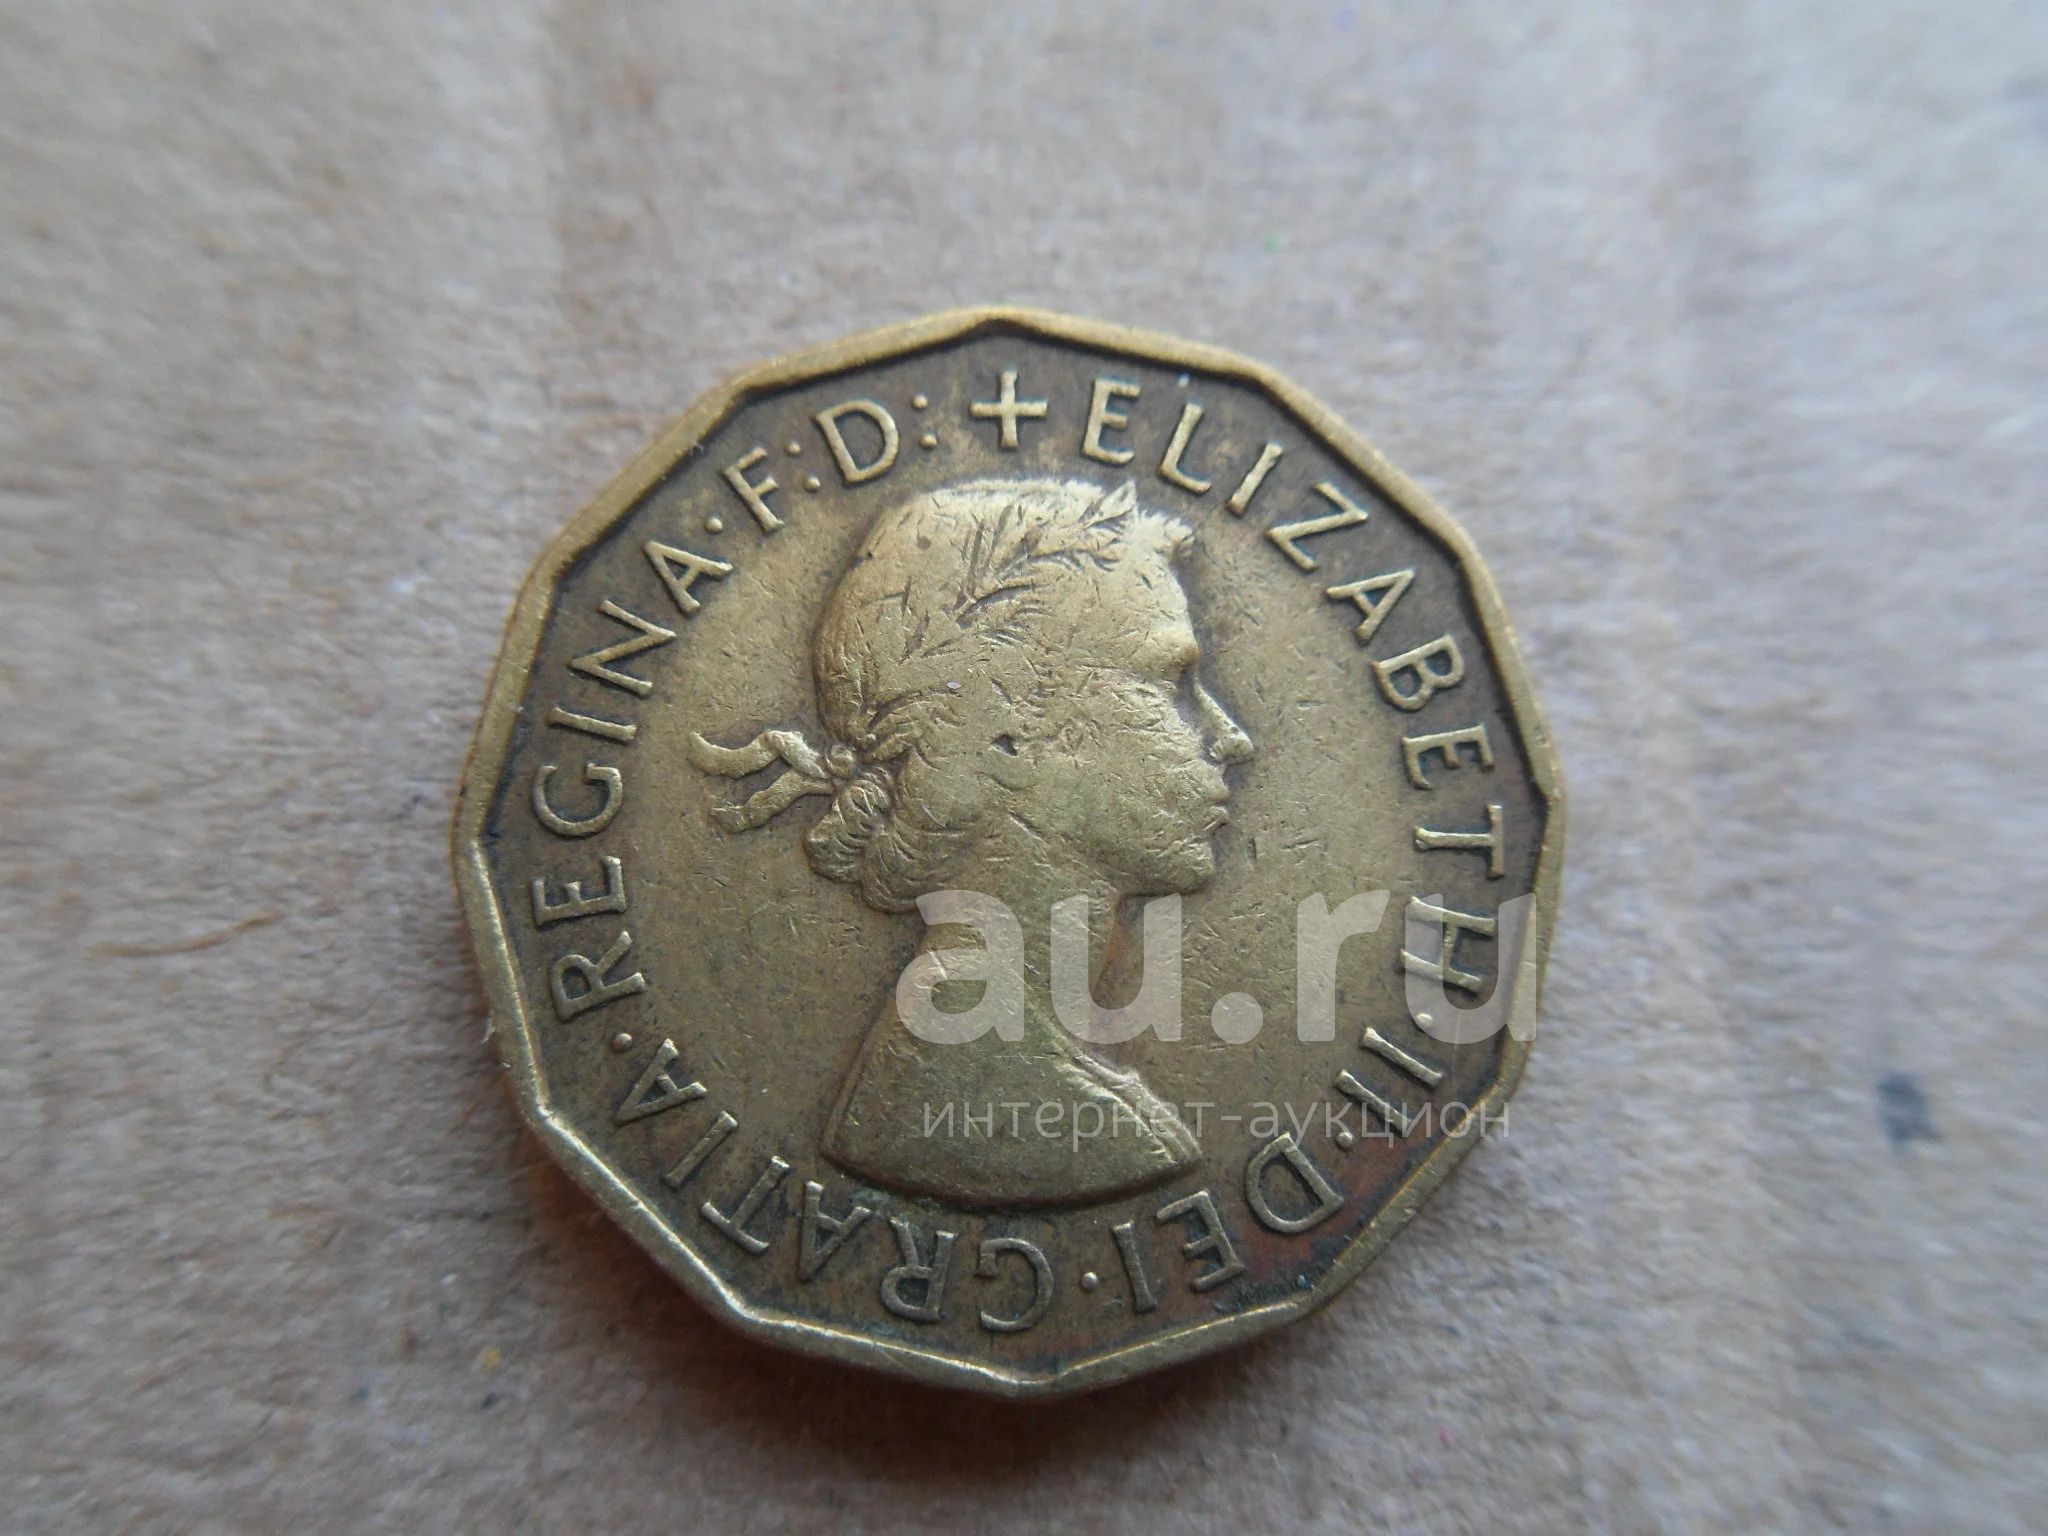 + ELIZABETH·II·DEI·GRATIA·REGINA·F:D:
au.ru
интернет-аукцион